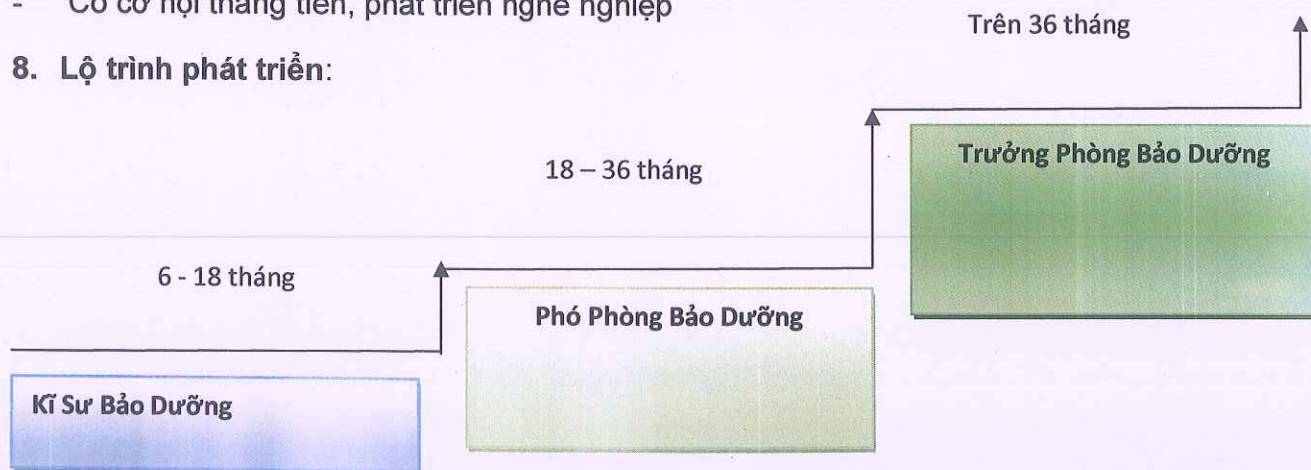 - Có cơ hội thăng tiến, phát triển nghề nghiệp
8. Lộ trình phát triển:
Trên 36 tháng
Trưởng Phòng Bảo Dưỡng
18 – 36 tháng
Phó Phòng Bảo Dưỡng
6 - 18 tháng
Kĩ Sư Bảo Dưỡng